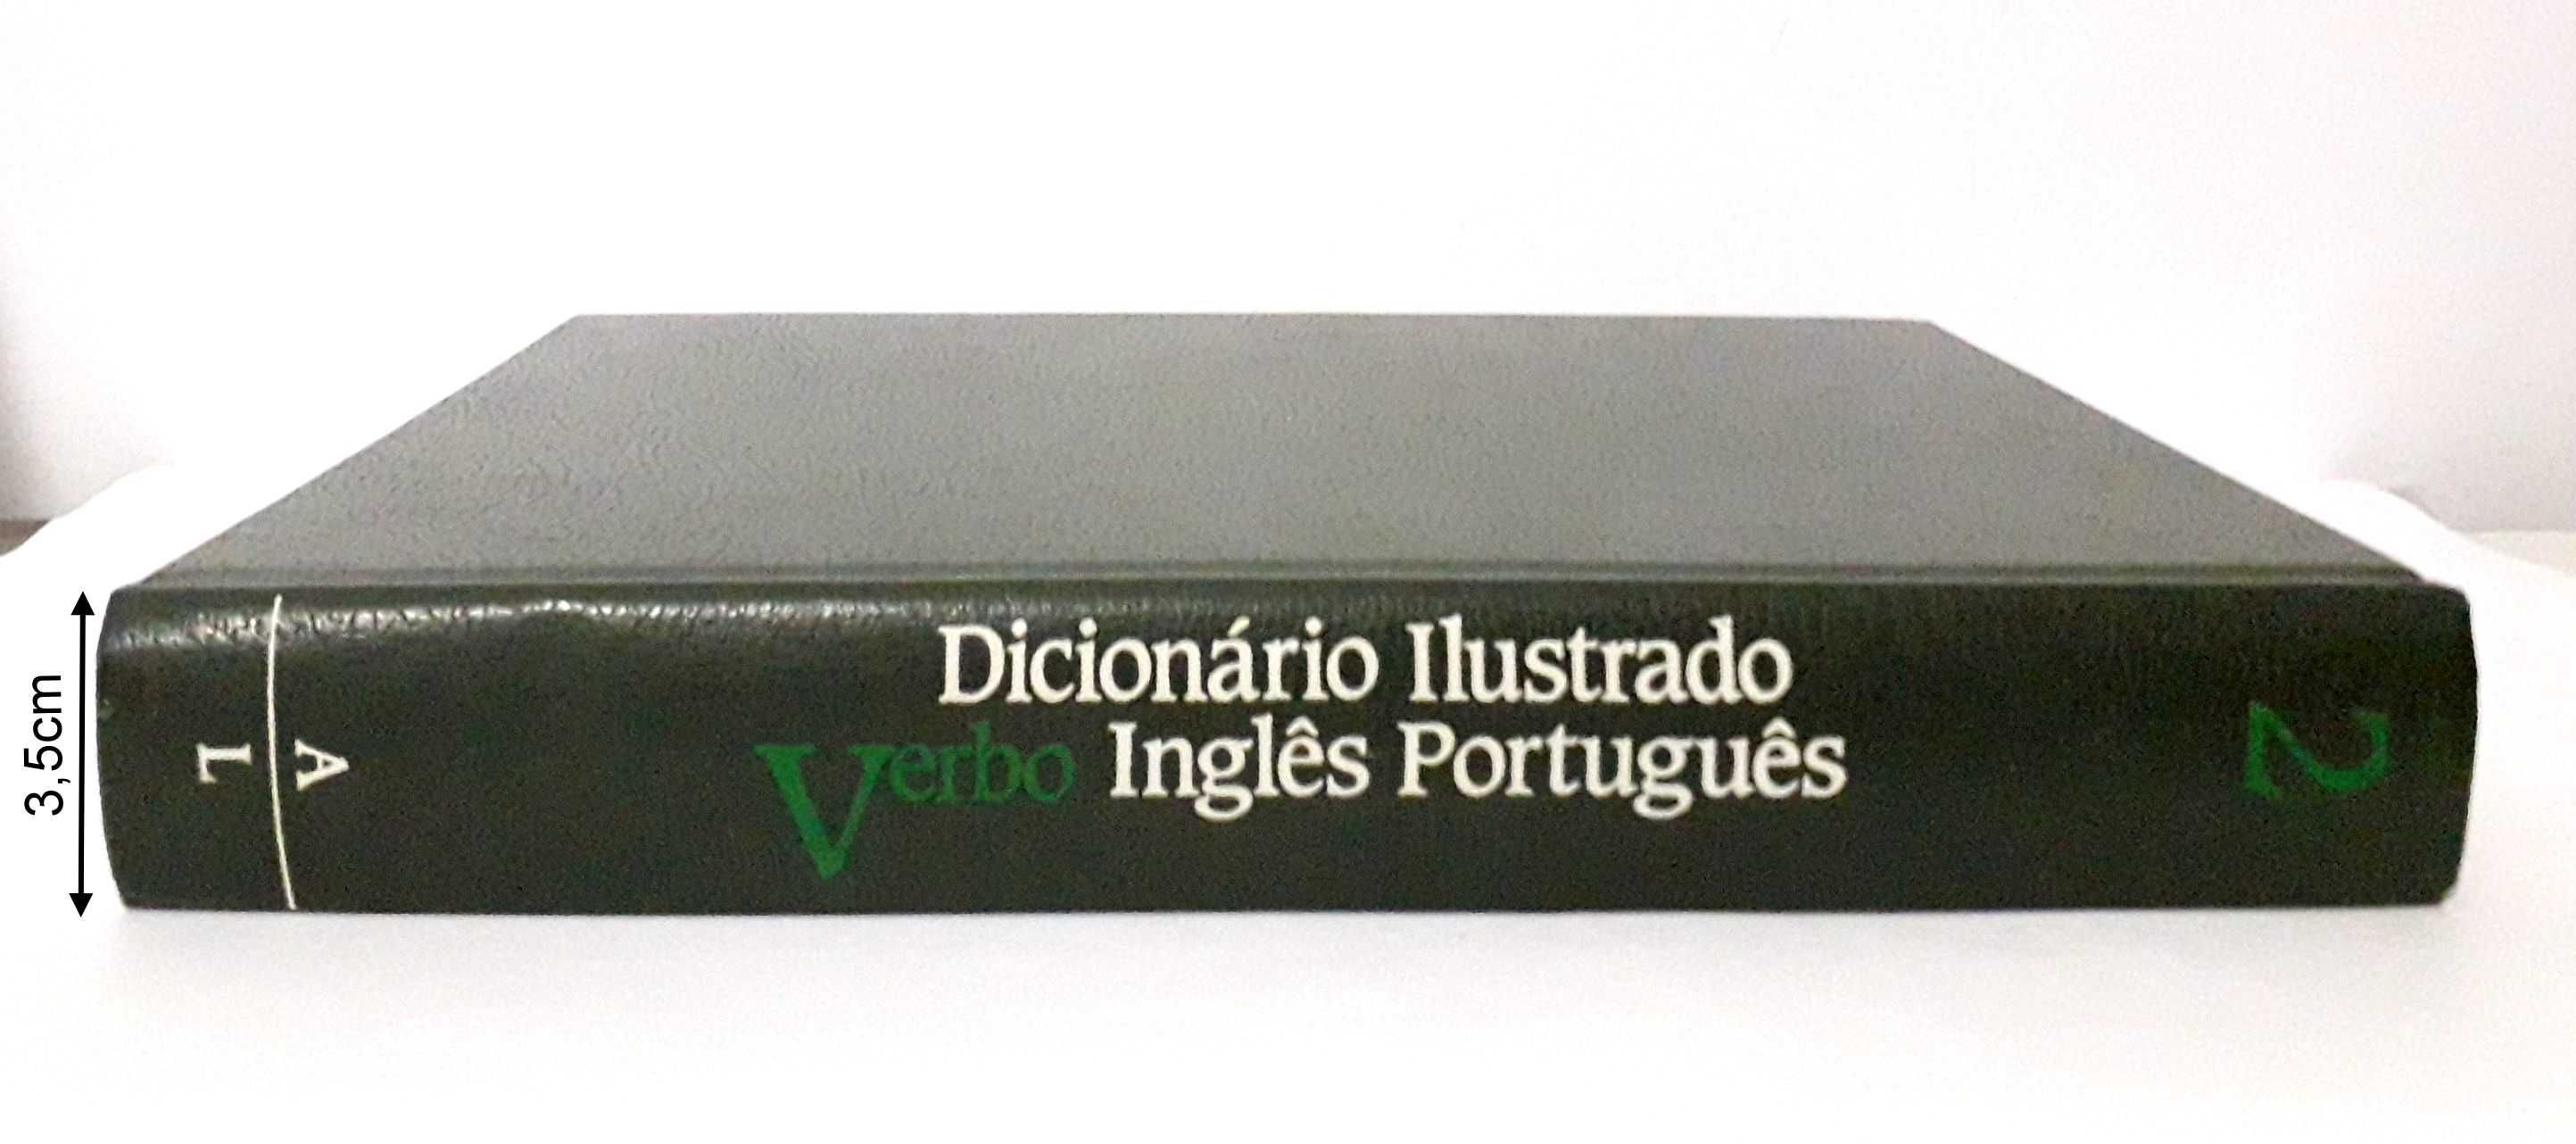 3,5cm
L
A
Dicionário Ilustrado
Verbo Inglês Português
2